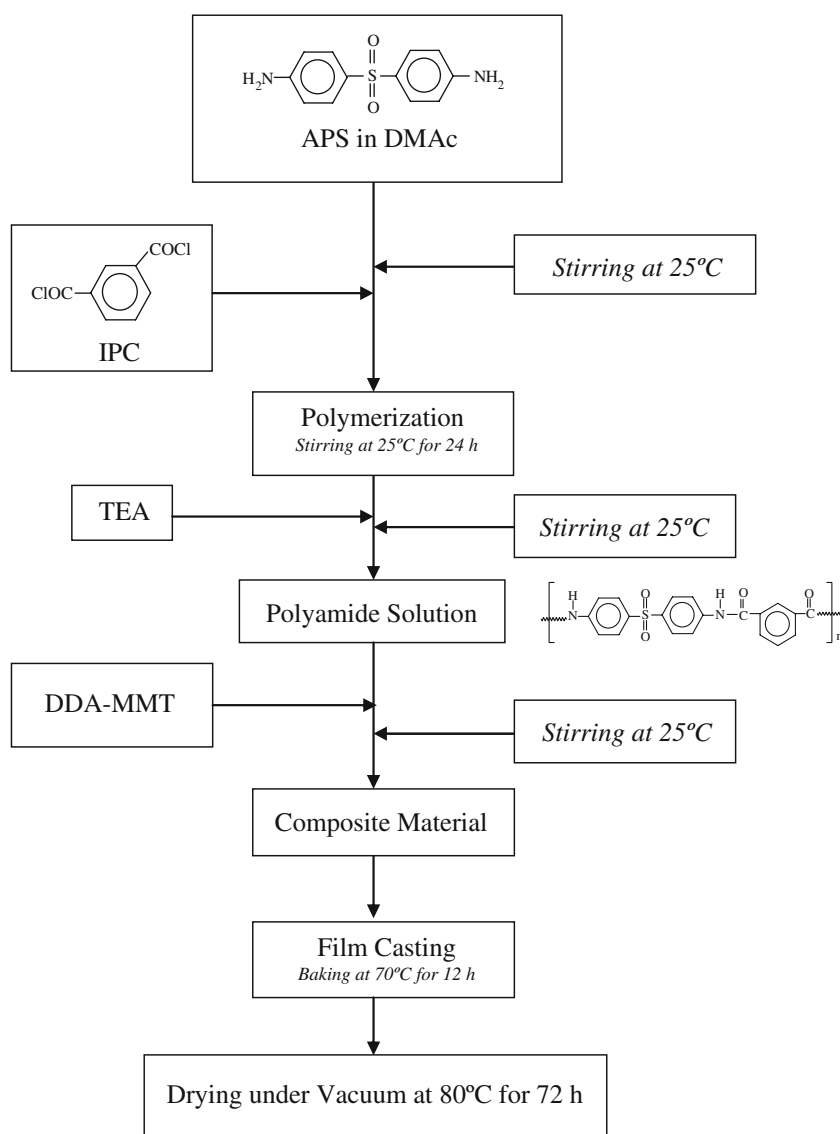 O
H₂N S NH₂
O
APS in DMAc
COCl
ClOC
IPC
Stirring at 25ºC
Polymerization
Stirring at 25ºC for 24 h
TEA
Stirring at 25ºC
Polyamide Solution
H O H O O
N S N C C
O n
DDA-MMT
Stirring at 25ºC
Composite Material
Film Casting
Baking at 70ºC for 12 h
Drying under Vacuum at 80ºC for 72 h